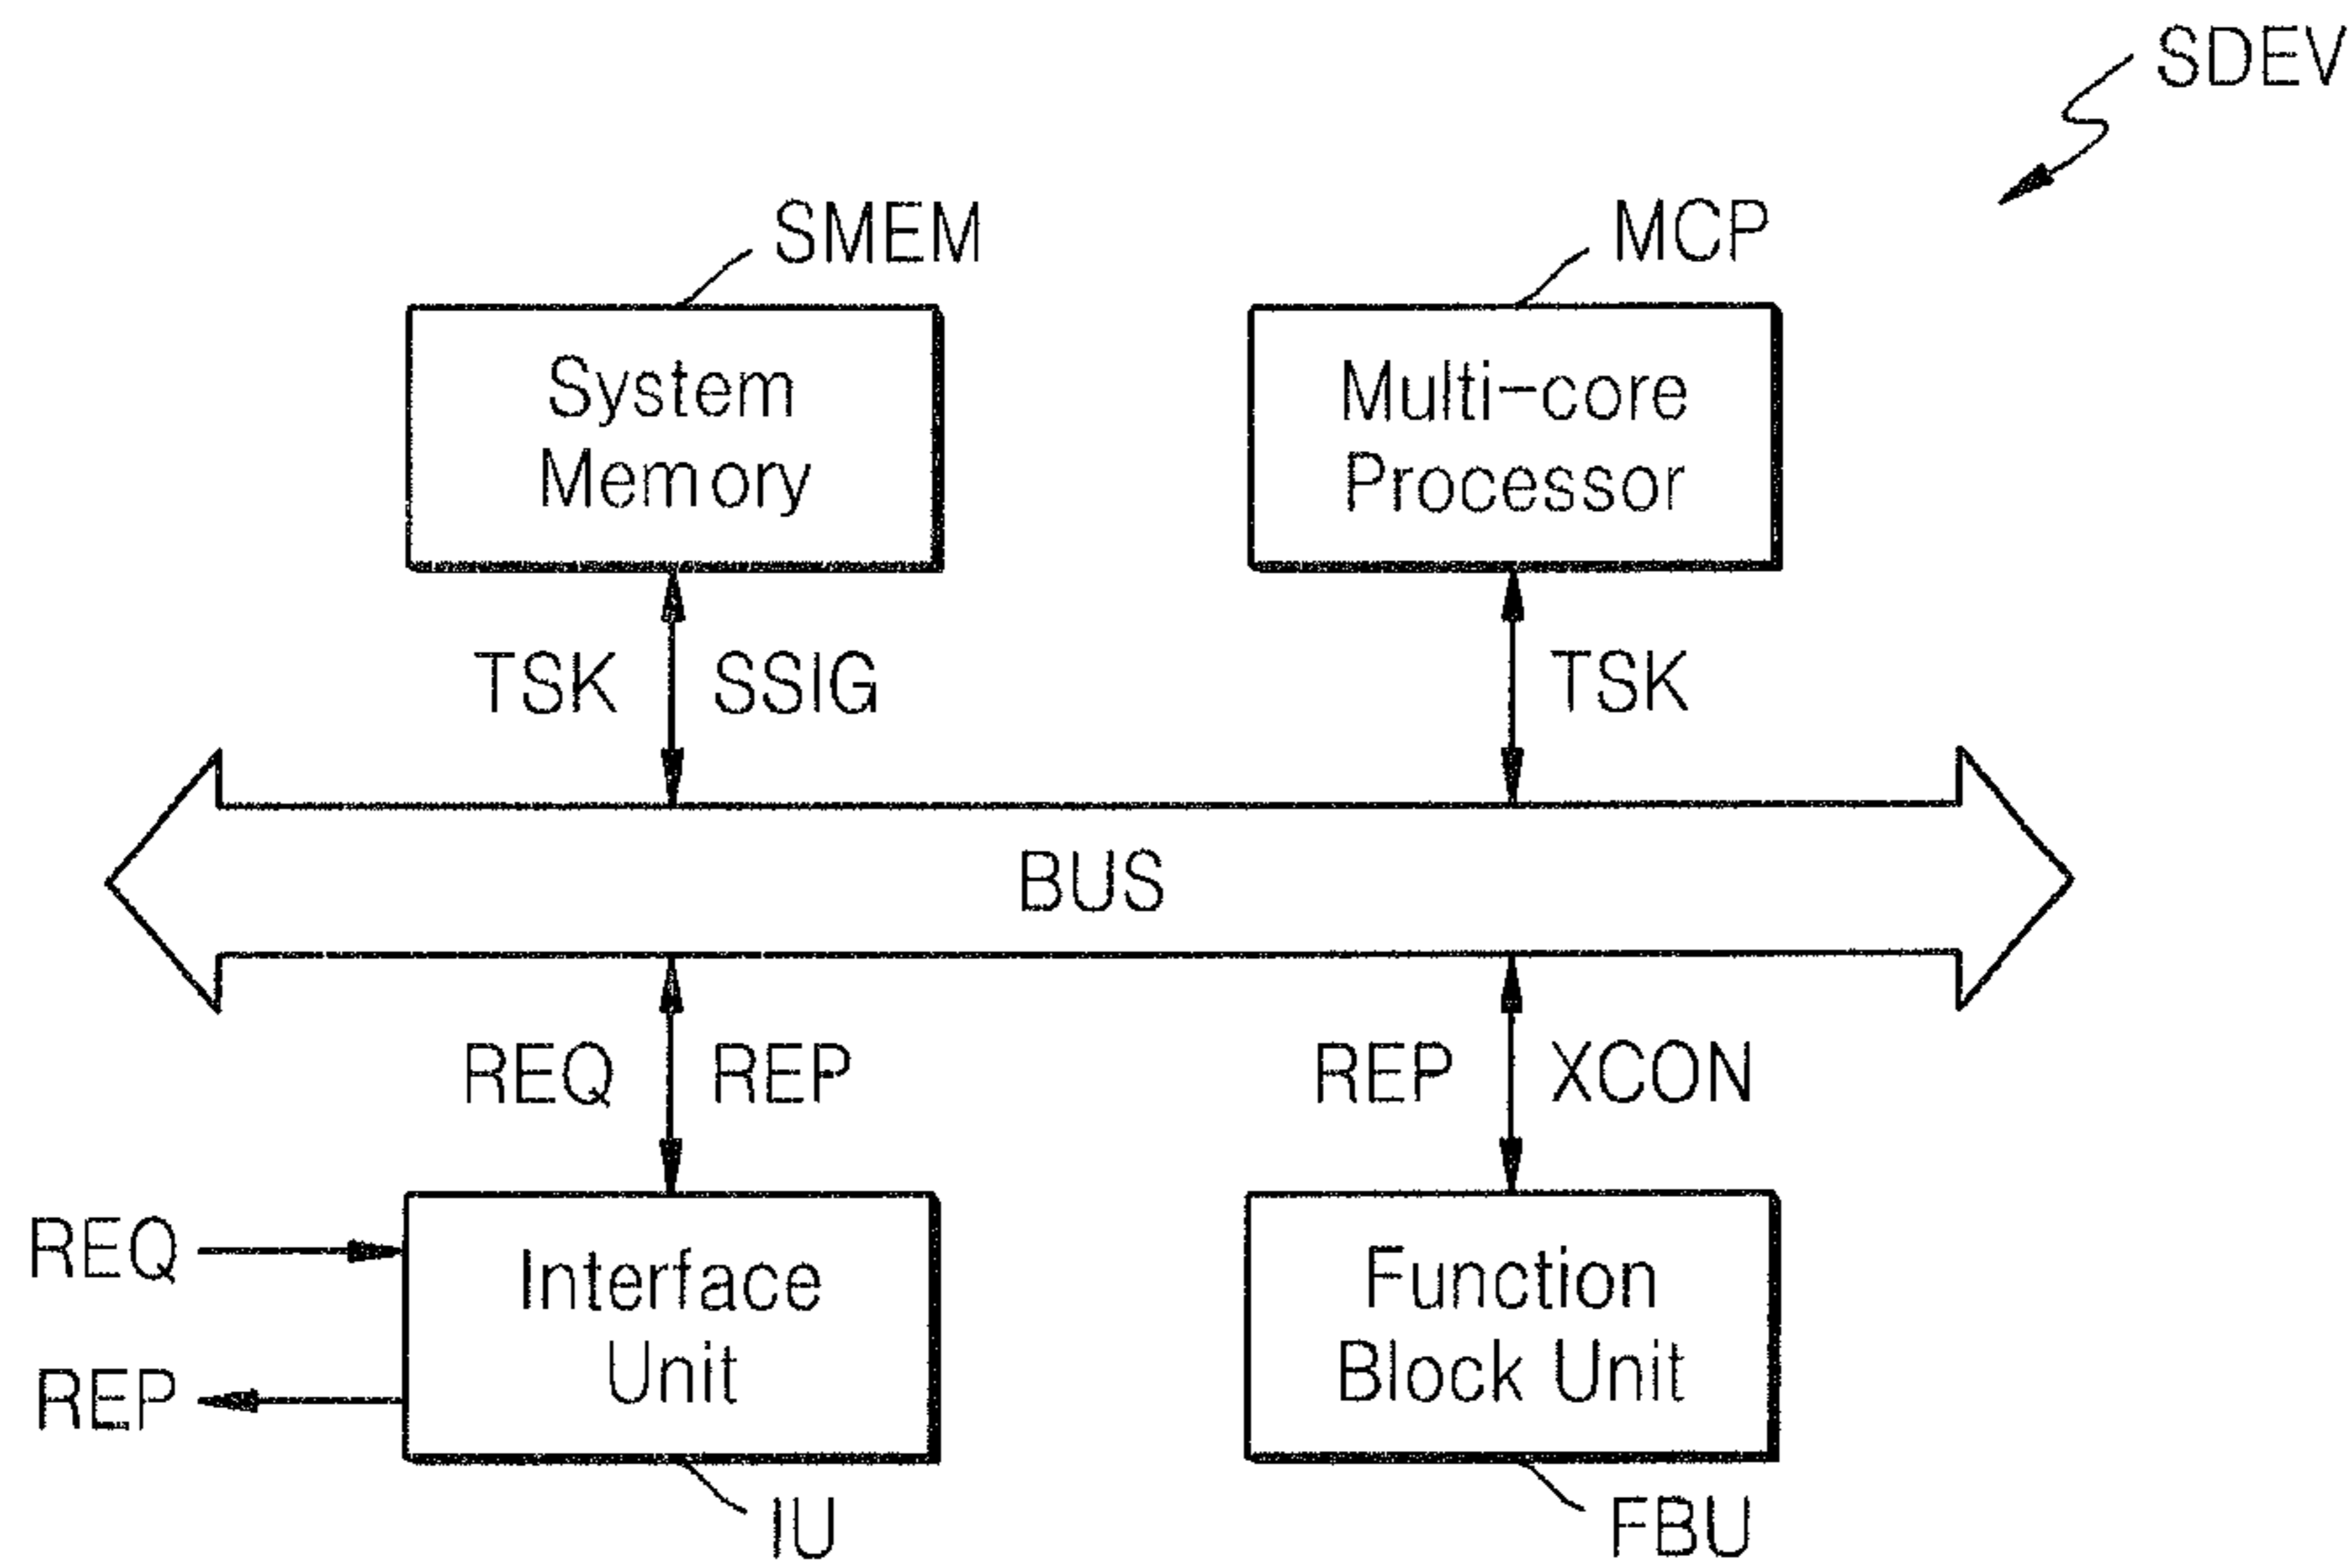 SDEV
SMEM
MCP
System
Memory
Multi-core
Processor
TSK SSIG
TSK
BUS
REQ REP
REP XCON
REQ
REP
Interface
Unit
Function
Block Unit
IU
FBU